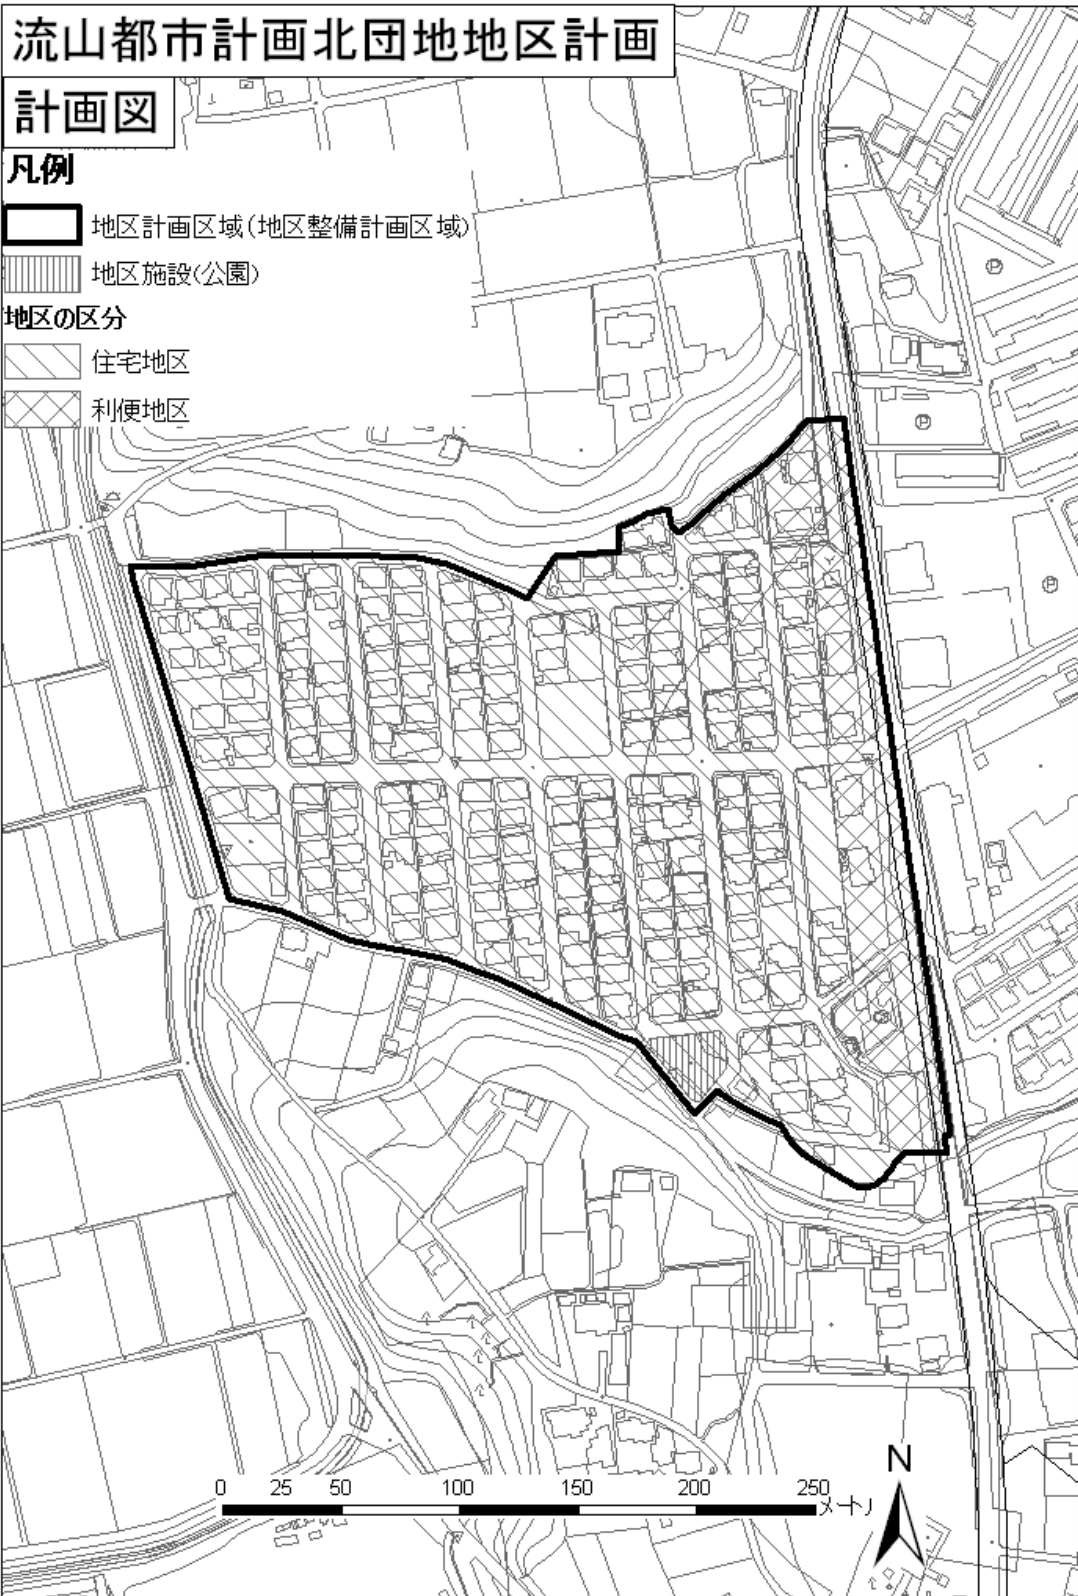 流山都市計画北団地地区計画
計画図
凡例
地区計画区域(地区整備計画区域)
地区施設(公園)
地区の区分
住宅地区
利便地区
N
0 25 50 100 150 200 250
メートル